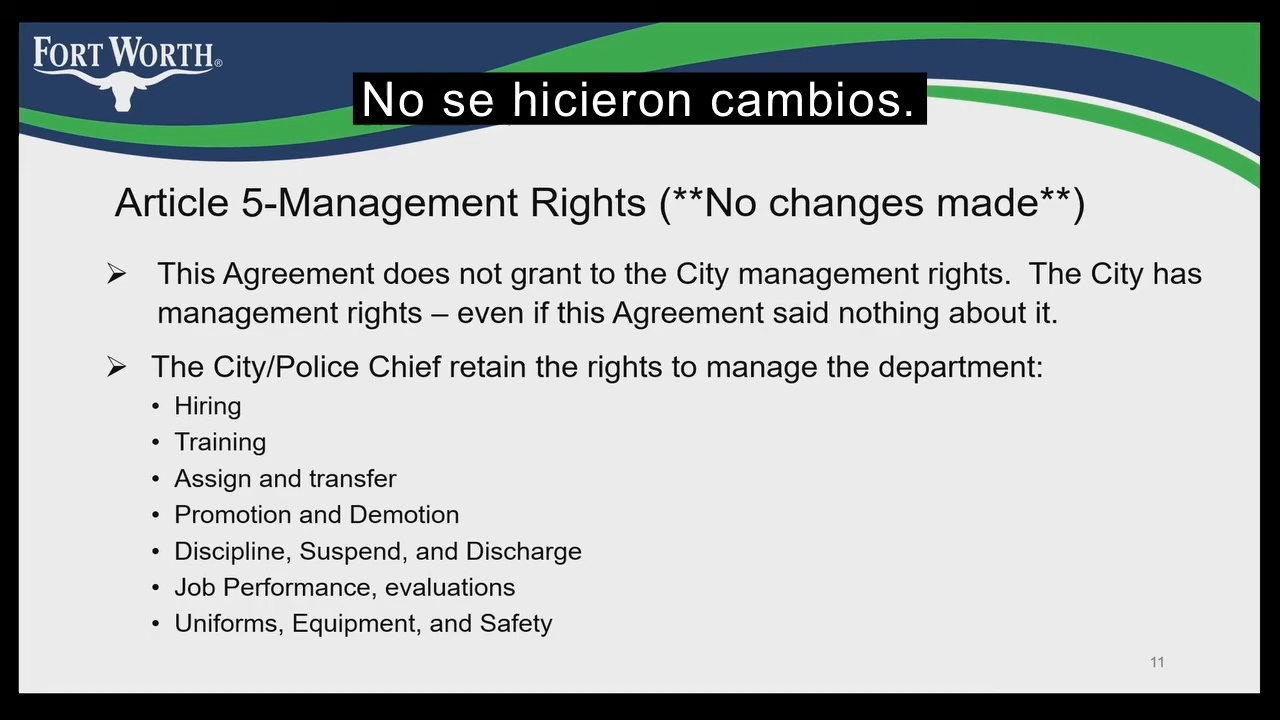 FORT WORTH®
No se hicieron cambios.
Article 5-Management Rights (**No changes made**)
➢ This Agreement does not grant to the City management rights.  The City has
management rights – even if this Agreement said nothing about it.
➢ The City/Police Chief retain the rights to manage the department:
• Hiring
• Training
• Assign and transfer
• Promotion and Demotion
• Discipline, Suspend, and Discharge
• Job Performance, evaluations
• Uniforms, Equipment, and Safety
11